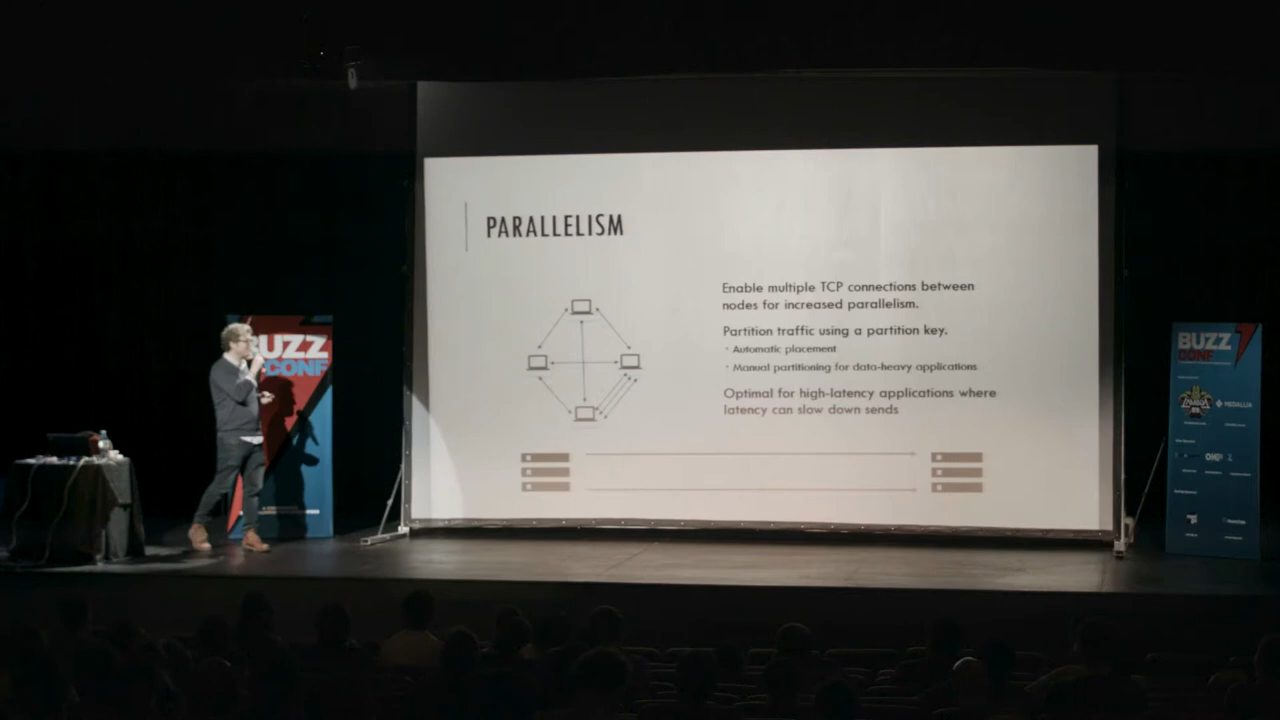 PARALLELISM
Enable multiple TCP connections between
nodes for increased parallelism.
Partition traffic using a partition key.
Automatic placement
Manual partitioning for data-heavy applications
Optimal for high-latency applications where
latency can slow down sends
BUZZ
CONF
BUZZ
CONF
MEDALLIA